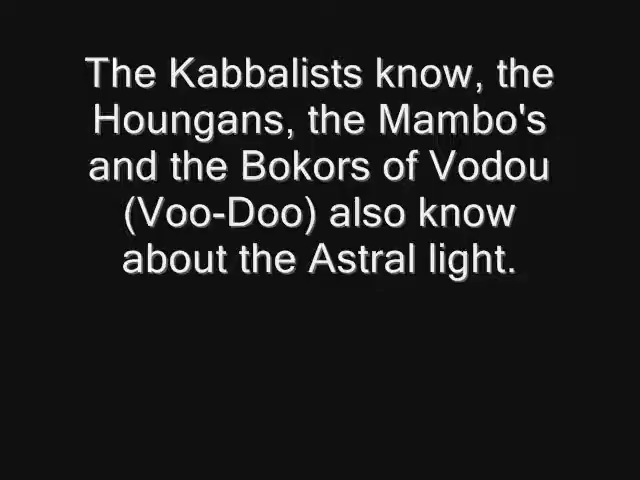 The Kabbalists know, the
Houngans, the Mambo's
and the Bokors of Vodou
(Voo-Doo) also know
about the Astral light.